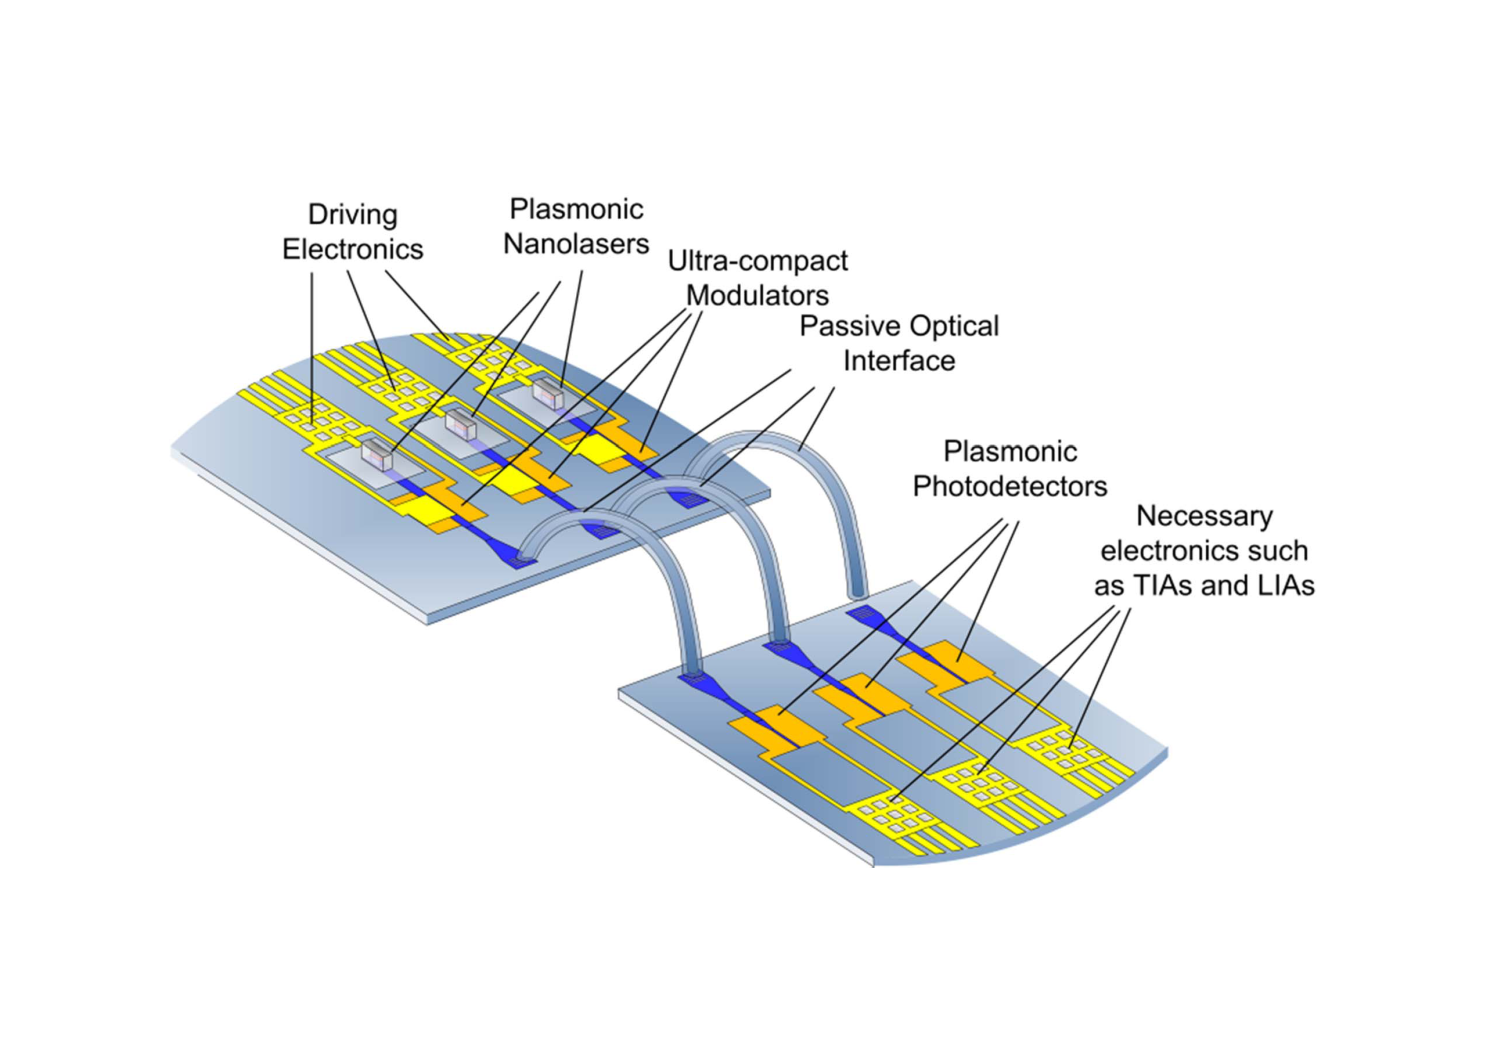 Driving
Electronics
Plasmonic
Nanolasers
Ultra-compact
Modulators
Passive Optical
Interface
Plasmonic
Photodetectors
Necessary
electronics such
as TIAs and LIAs